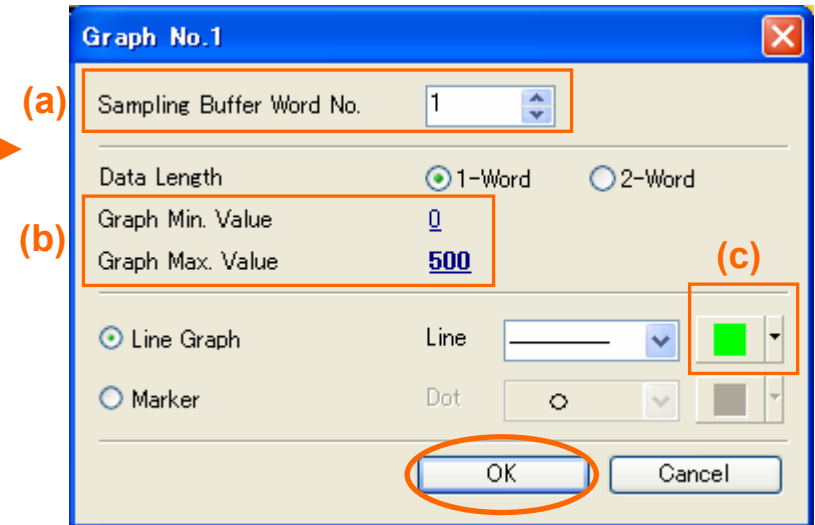 Graph No.1
(a) Sampling Buffer Word No. 1
Data Length 1-Word 2-Word
(b) Graph Min. Value 0
Graph Max. Value 500
(c)
Line Graph Line
Marker Dot
OK Cancel